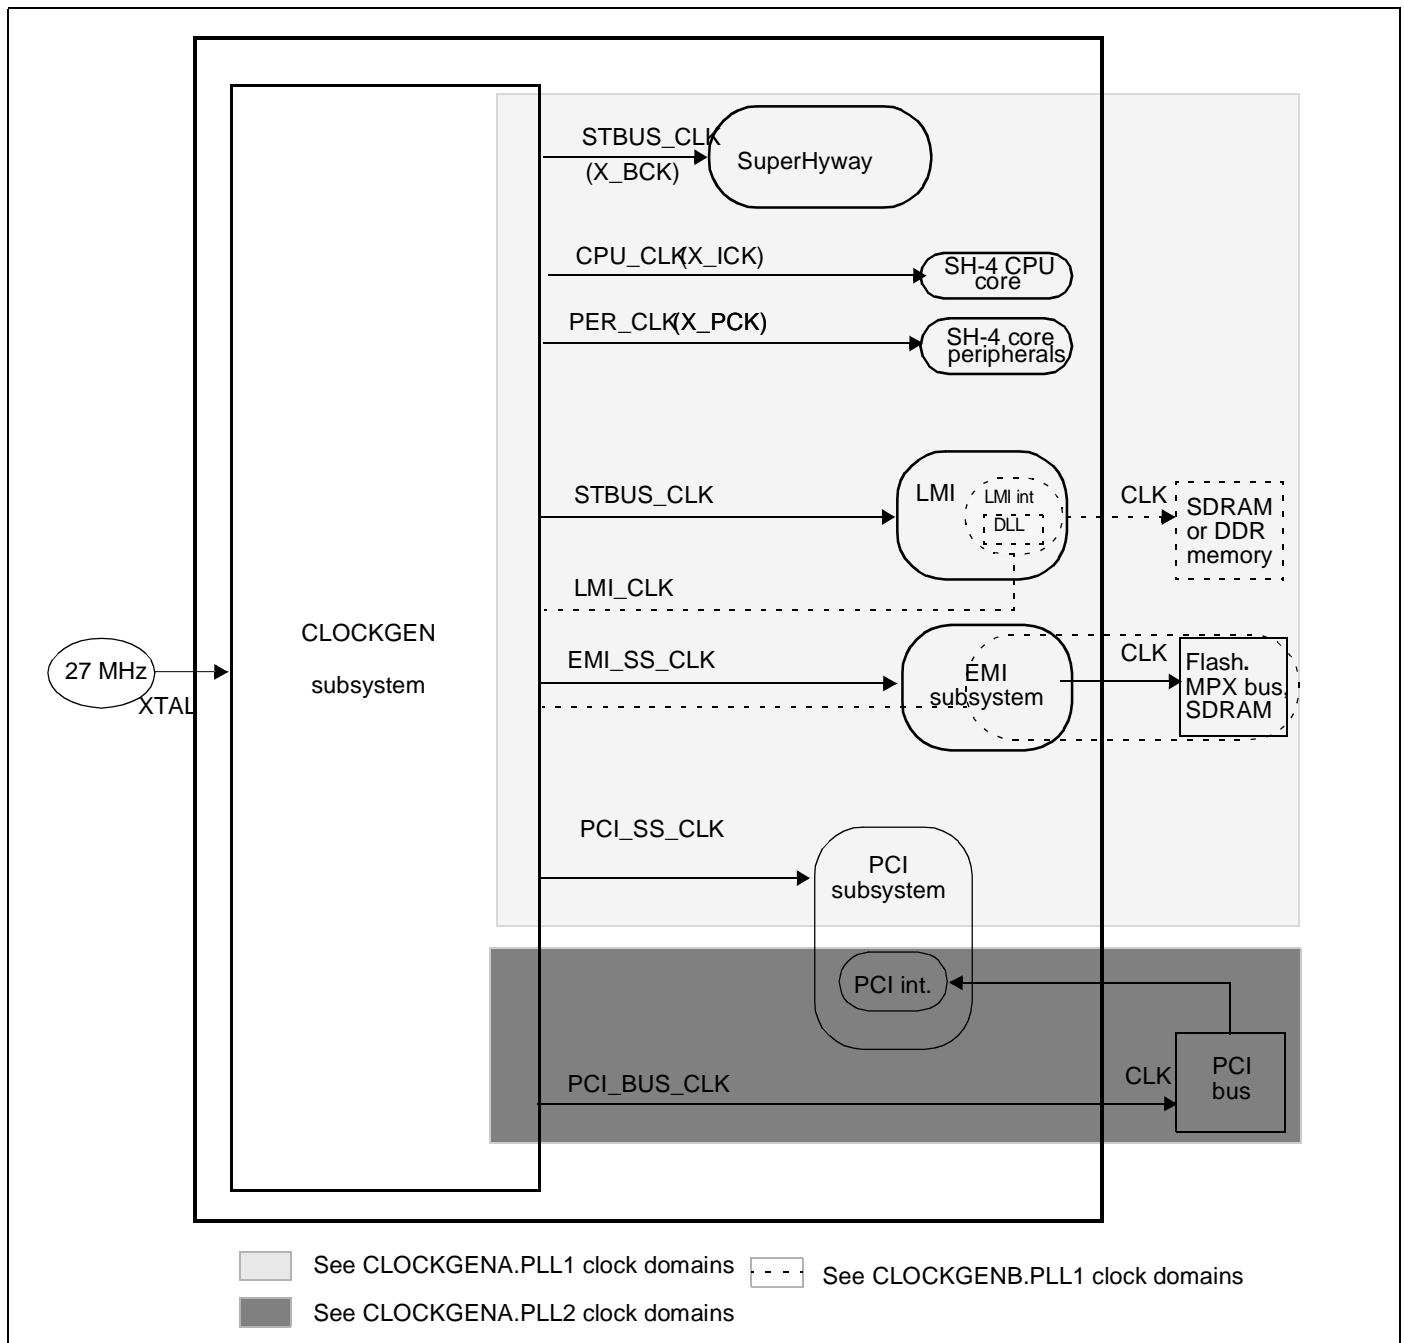 STBUS_CLK
(X_BCK)
SuperHyway
CPU_CLK(X_ICK)
SH-4 CPU
core
PER_CLK(X_PCK)
SH-4 core
peripherals
STBUS_CLK
LMI
LMI int
DLL
CLK
SDRAM
or DDR
memory
LMI_CLK
CLOCKGEN
subsystem
27 MHz
XTAL
EMI_SS_CLK
EMI
subsystem
CLK
Flash.
MPX bus,
SDRAM
PCI_SS_CLK
PCI
subsystem
PCI int.
PCI_BUS_CLK
CLK
PCI
bus
See CLOCKGENA.PLL1 clock domains
See CLOCKGENB.PLL1 clock domains
See CLOCKGENA.PLL2 clock domains